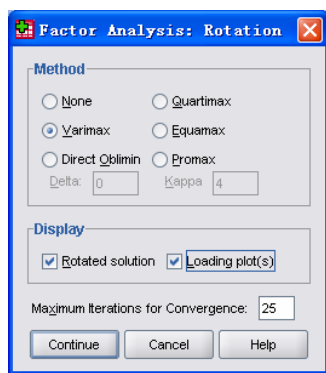 Factor Analysis: Rotation
Method
None Quartimax
Varimax Equamax
Direct Oblimin Promax
Delta: 0 Kappa 4
Display
Rotated solution Loading plot(s)
Maximum Iterations for Convergence: 25
Continue Cancel Help